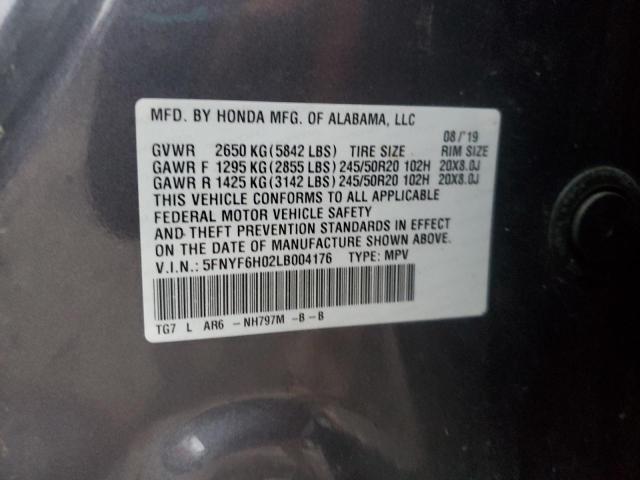 MFD. BY HONDA MFG. OF ALABAMA, LLC
08/'19
GVWR 2650 KG(5842 LBS) TIRE SIZE RIM SIZE
GAWR F 1295 KG(2855 LBS) 245/50R20 102H 20X8.0J
GAWR R 1425 KG(3142 LBS) 245/50R20 102H 20X8.0J
THIS VEHICLE CONFORMS TO ALL APPLICABLE
FEDERAL MOTOR VEHICLE SAFETY
AND THEFT PREVENTION STANDARDS IN EFFECT
ON THE DATE OF MANUFACTURE SHOWN ABOVE.
V.I.N.: 5FNYF6H02LB004176 TYPE: MPV
TG7 L AR6 -NH797M -B -B